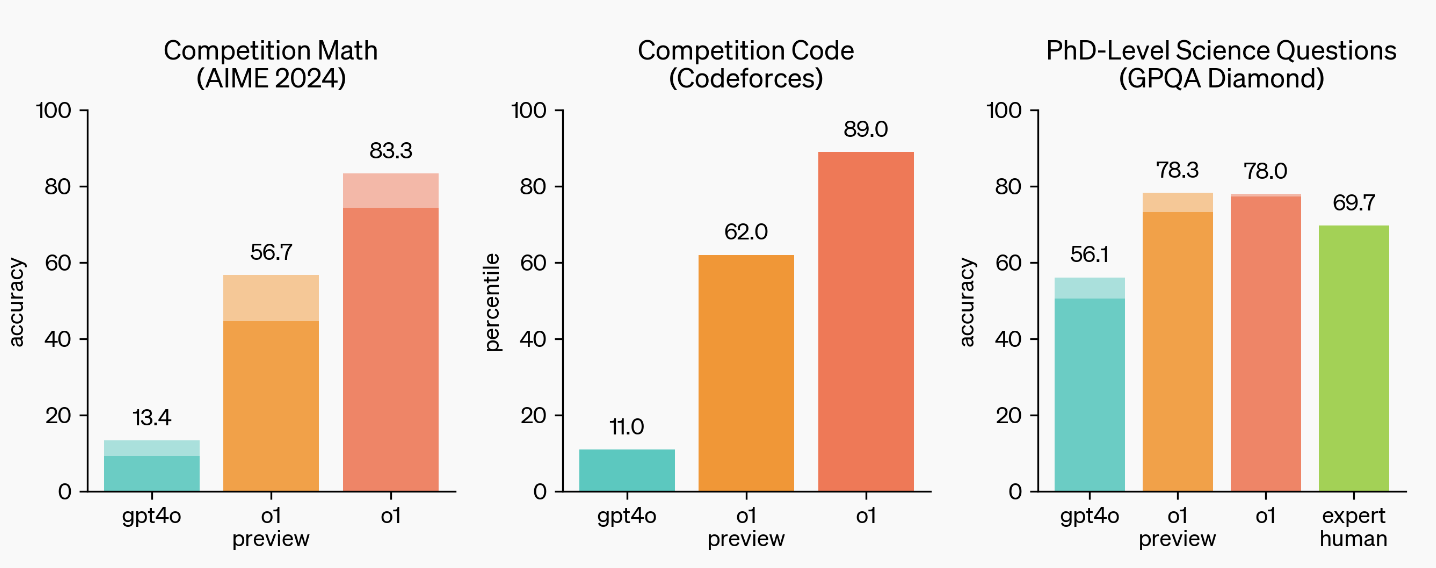 Competition Math
(AIME 2024)
accuracy
100
80
60
40
20
0
13.4
56.7
83.3
gpt4o
o1
preview
o1
Competition Code
(Codeforces)
percentile
100
80
60
40
20
0
11.0
62.0
89.0
gpt4o
o1
preview
o1
PhD-Level Science Questions
(GPQA Diamond)
accuracy
100
80
60
40
20
0
56.1
78.3
78.0
69.7
gpt4o
o1
preview
o1
expert
human